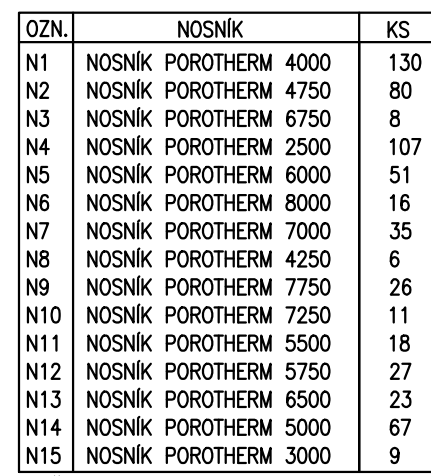 OZN. NOSNÍK KS
N1 NOSNÍK POROTHERM 4000 130
N2 NOSNÍK POROTHERM 4750 80
N3 NOSNÍK POROTHERM 6750 8
N4 NOSNÍK POROTHERM 2500 107
N5 NOSNÍK POROTHERM 6000 51
N6 NOSNÍK POROTHERM 8000 16
N7 NOSNÍK POROTHERM 7000 35
N8 NOSNÍK POROTHERM 4250 6
N9 NOSNÍK POROTHERM 7750 26
N10 NOSNÍK POROTHERM 7250 11
N11 NOSNÍK POROTHERM 5500 18
N12 NOSNÍK POROTHERM 5750 27
N13 NOSNÍK POROTHERM 6500 23
N14 NOSNÍK POROTHERM 5000 67
N15 NOSNÍK POROTHERM 3000 9